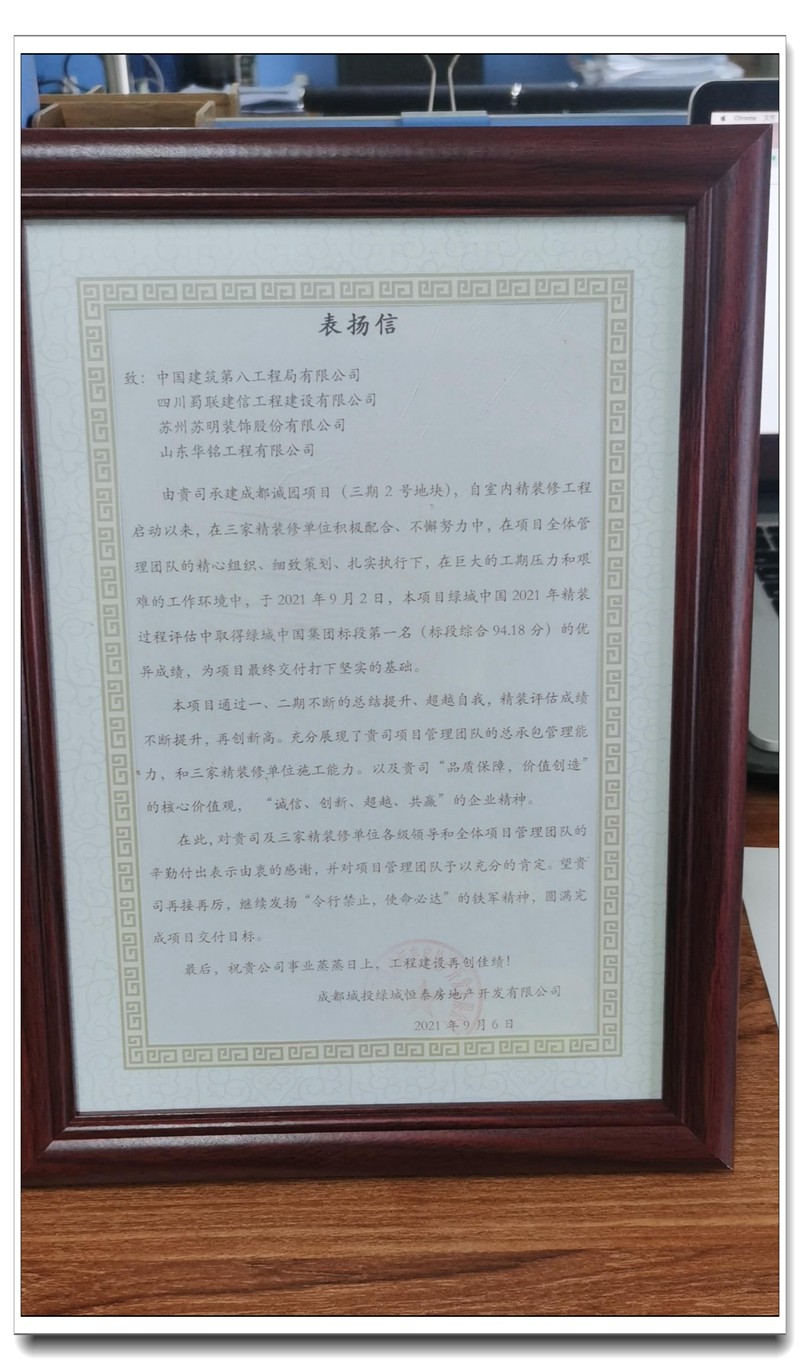 Chrome
表扬信
致：中国建筑第八工程局有限公司
四川蜀联建信工程建设有限公司
苏州苏明装饰股份有限公司
山东华铭工程有限公司
由贵司承建成都诚园项目（三期 2 号地块），自室内精装修工程
启动以来，在三家精装修单位积极配合、不懈努力中，在项目全体管
理团队的精心组织、细致策划、扎实执行下，在巨大的工期压力和艰
难的工作环境中，于 2021 年 9 月 2 日，本项目绿城中国 2021 年精装
过程评估中取得绿城中国集团标段第一名（标段综合 94.18 分）的优
异成绩，为项目最终交付打下坚实的基础。
本项目通过一、二期不断的总结提升、超越自我，精装评估成绩
不断提升，再创新高。充分展现了贵司项目管理团队的总承包管理能
力，和三家精装修单位施工能力。以及贵司“品质保障，价值创造”
的核心价值观， “诚信、创新、超越、共赢”的企业精神。
在此，对贵司及三家精装修单位各级领导和全体项目管理团队的
辛勤付出表示由衷的感谢，并对项目管理团队予以充分的肯定。望贵
司再接再厉，继续发扬“令行禁止，使命必达”的铁军精神，圆满完
成项目交付目标。
最后，祝贵公司事业蒸蒸日上，工程建设再创佳绩！
成都城投绿城恒泰房地产开发有限公司
2021 年 9 月 6 日